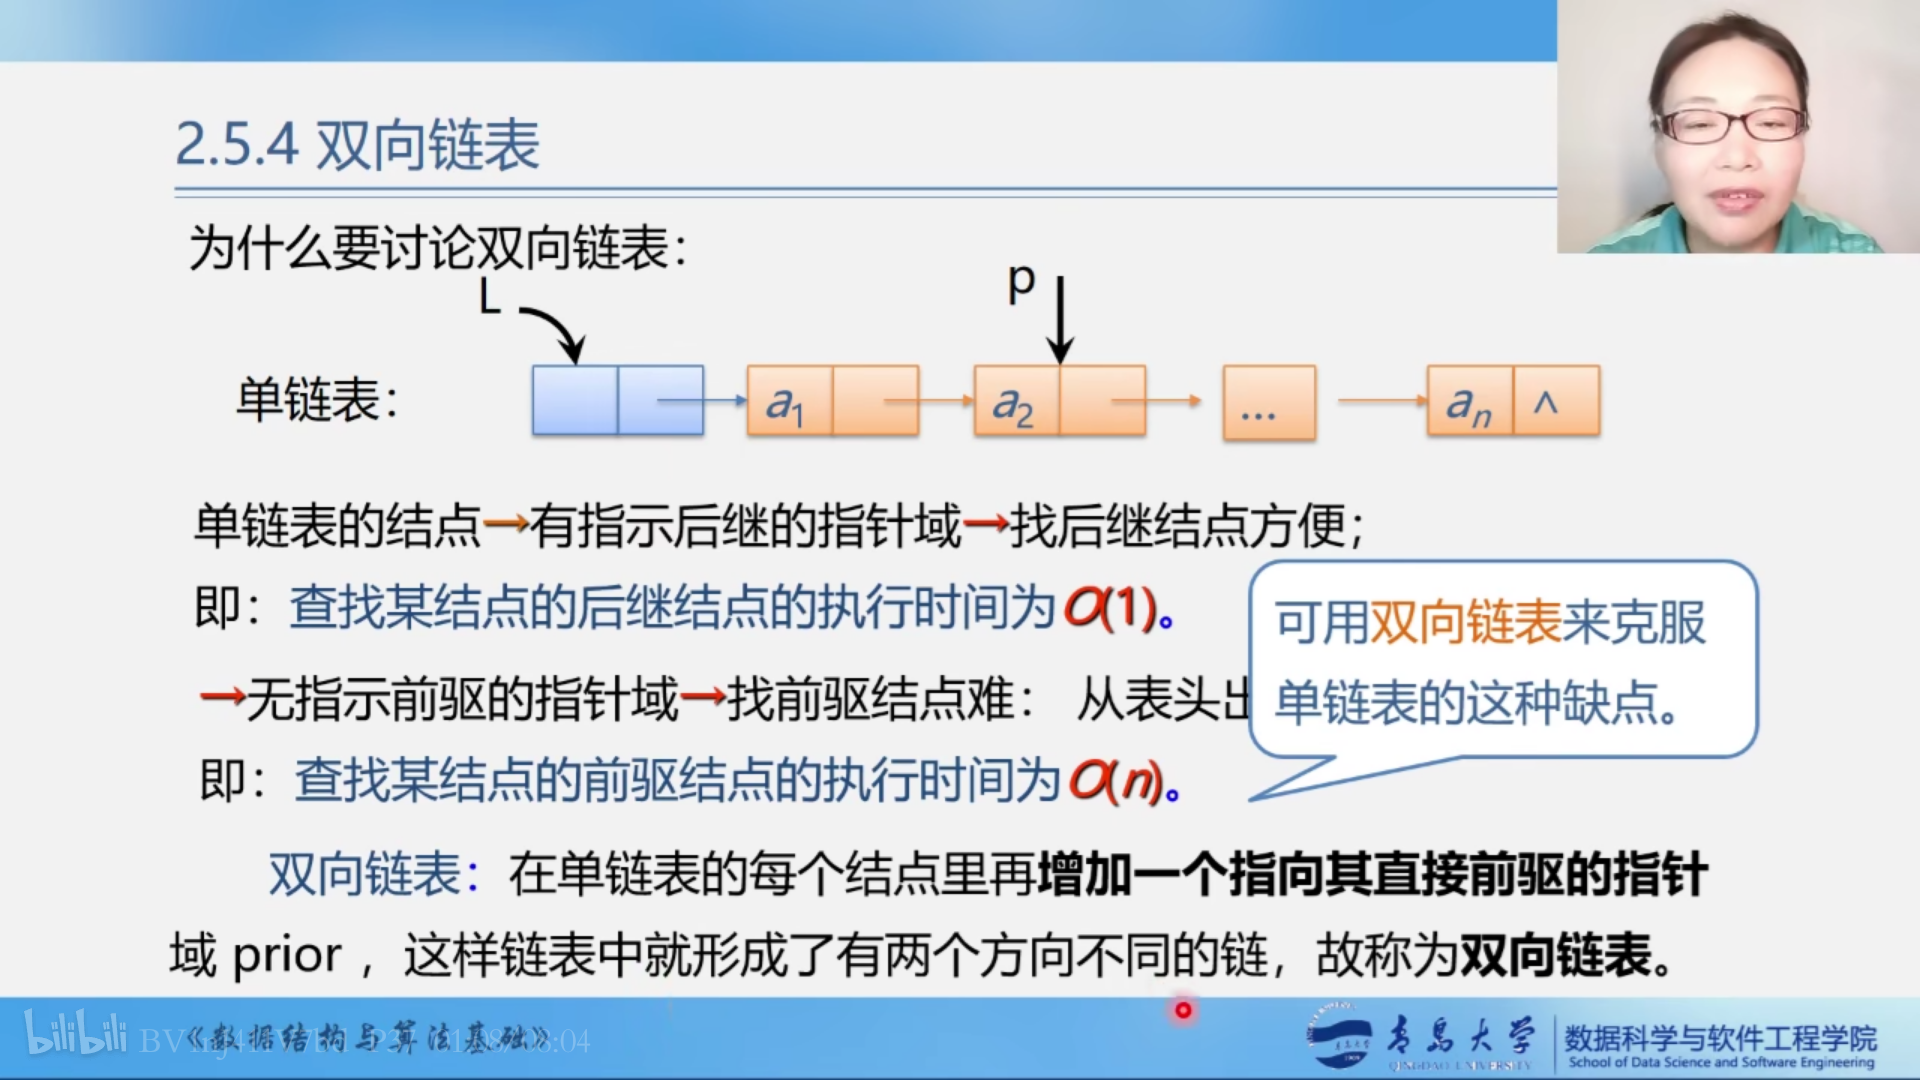 2.5.4 双向链表
为什么要讨论双向链表：
L
p
单链表：
a1 a2 ... an ^
单链表的结点→有指示后继的指针域→找后继结点方便；
即：查找某结点的后继结点的执行时间为O(1)。
→无指示前驱的指针域→找前驱结点难： 从表头出
即：查找某结点的前驱结点的执行时间为O(n)。
可用双向链表来克服
单链表的这种缺点。
双向链表：在单链表的每个结点里再增加一个指向其直接前驱的指针
域 prior ，这样链表中就形成了有两个方向不同的链，故称为双向链表。
bilibili
《数据结构与算法基础》
青岛大学
QINGDAO UNIVERSITY
数据科学与软件工程学院
School of Data Science and Software Engineering